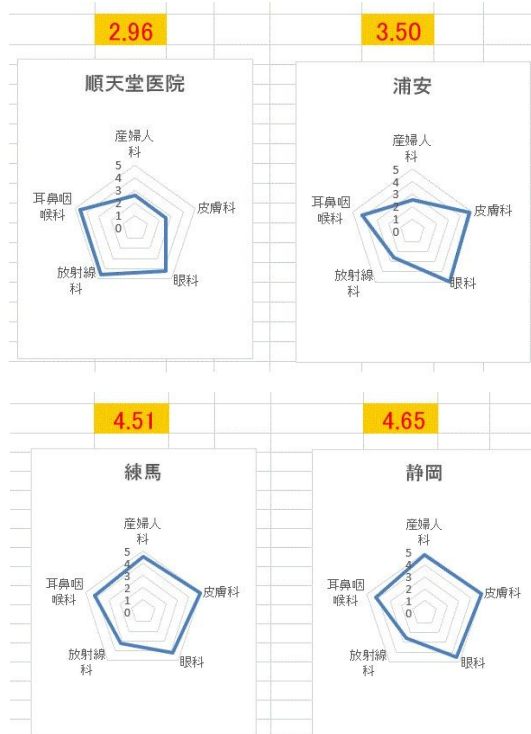 2.96
3.50
順天堂医院
産婦人
科
5
4
3
2
1
0
皮膚科
眼科
放射線
科
耳鼻咽
喉科
浦安
産婦人
科
5
4
3
2
1
0
皮膚科
眼科
放射線
科
耳鼻咽
喉科
4.51
4.65
練馬
産婦人
科
5
4
3
2
1
0
皮膚科
眼科
放射線
科
耳鼻咽
喉科
静岡
産婦人
科
5
4
3
2
1
0
皮膚科
眼科
放射線
科
耳鼻咽
喉科